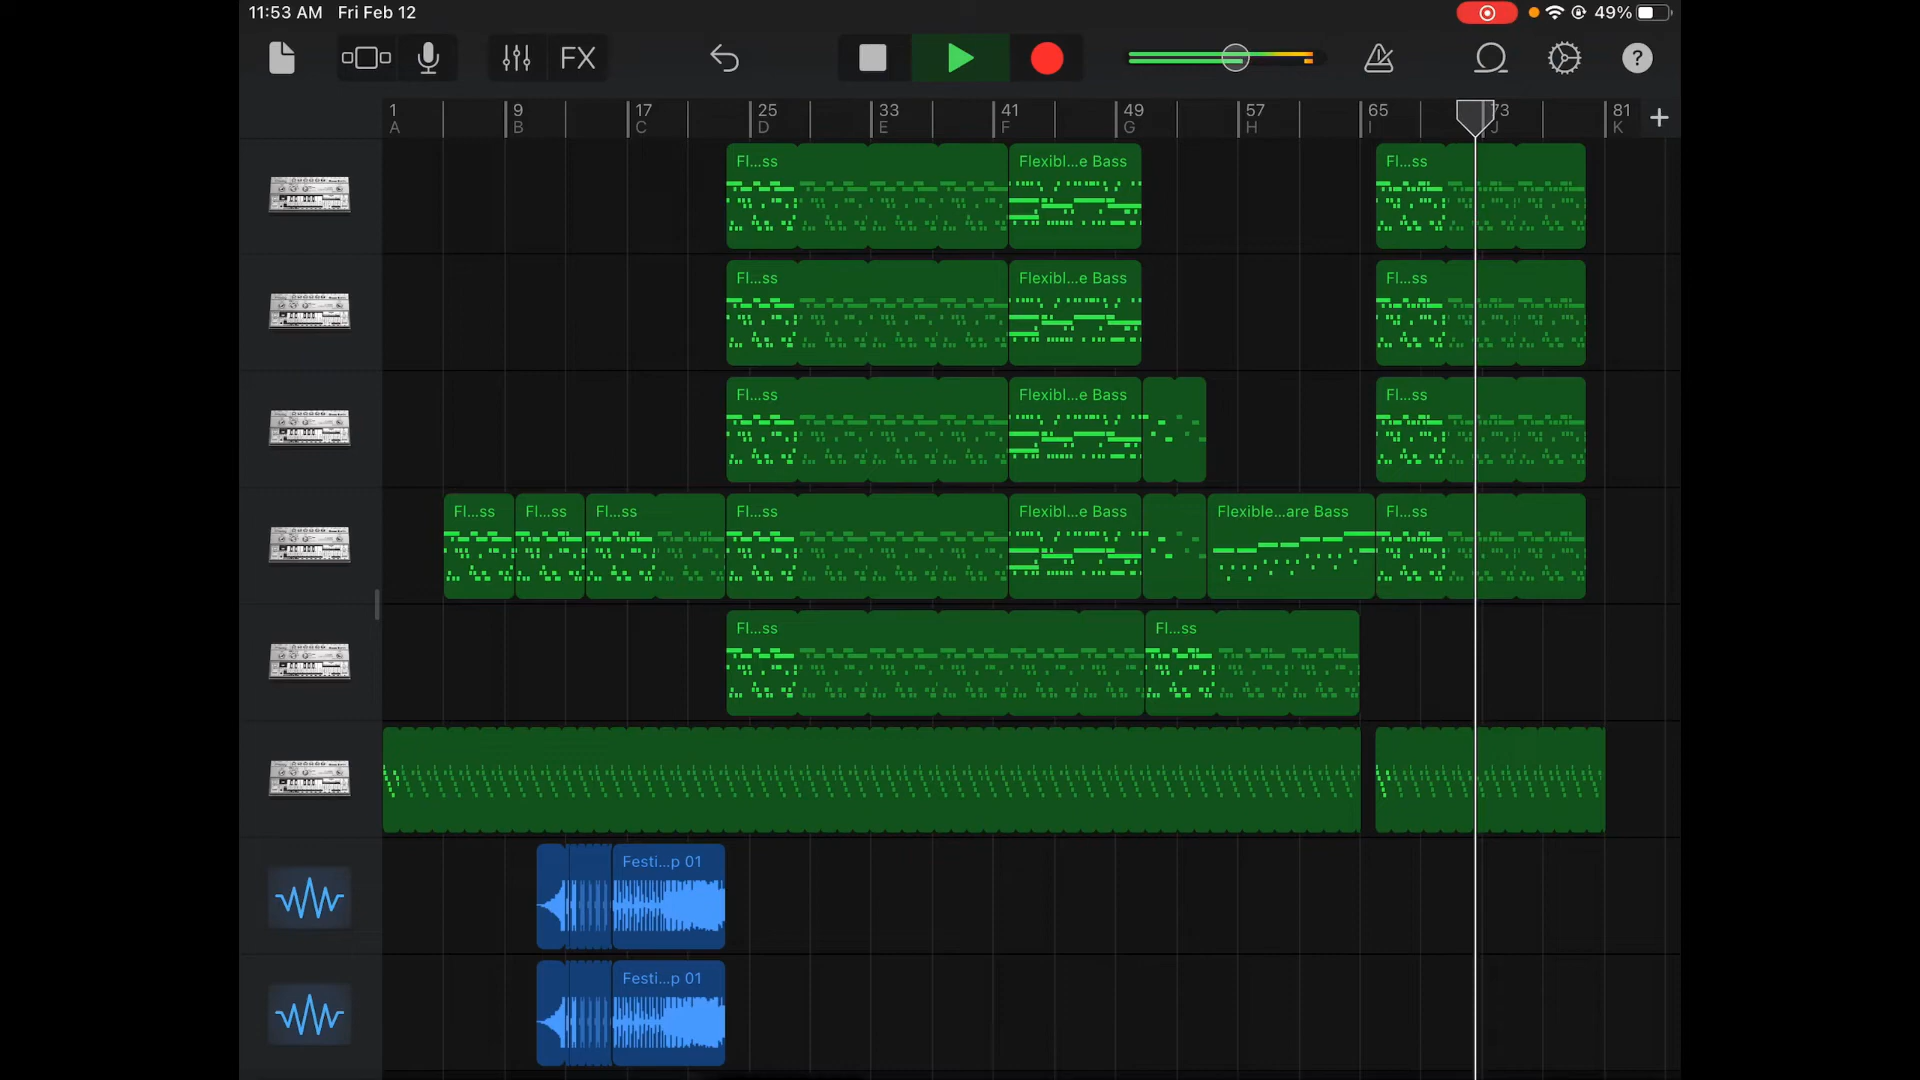 11:53 AM Fri Feb 12
49%
FX
?
1 9 17 25 33 41 49 57 65 73 81
A B C D E F G H I J K
+
Fl...ss Flexibl...e Bass Fl...ss
Fl...ss Flexibl...e Bass Fl...ss
Fl...ss Flexibl...e Bass Fl...ss
Fl...ss Fl...ss Fl...ss Fl...ss Flexibl...e Bass Flexible...are Bass Fl...ss
Fl...ss Fl...ss
Festi...p 01
Festi...p 01